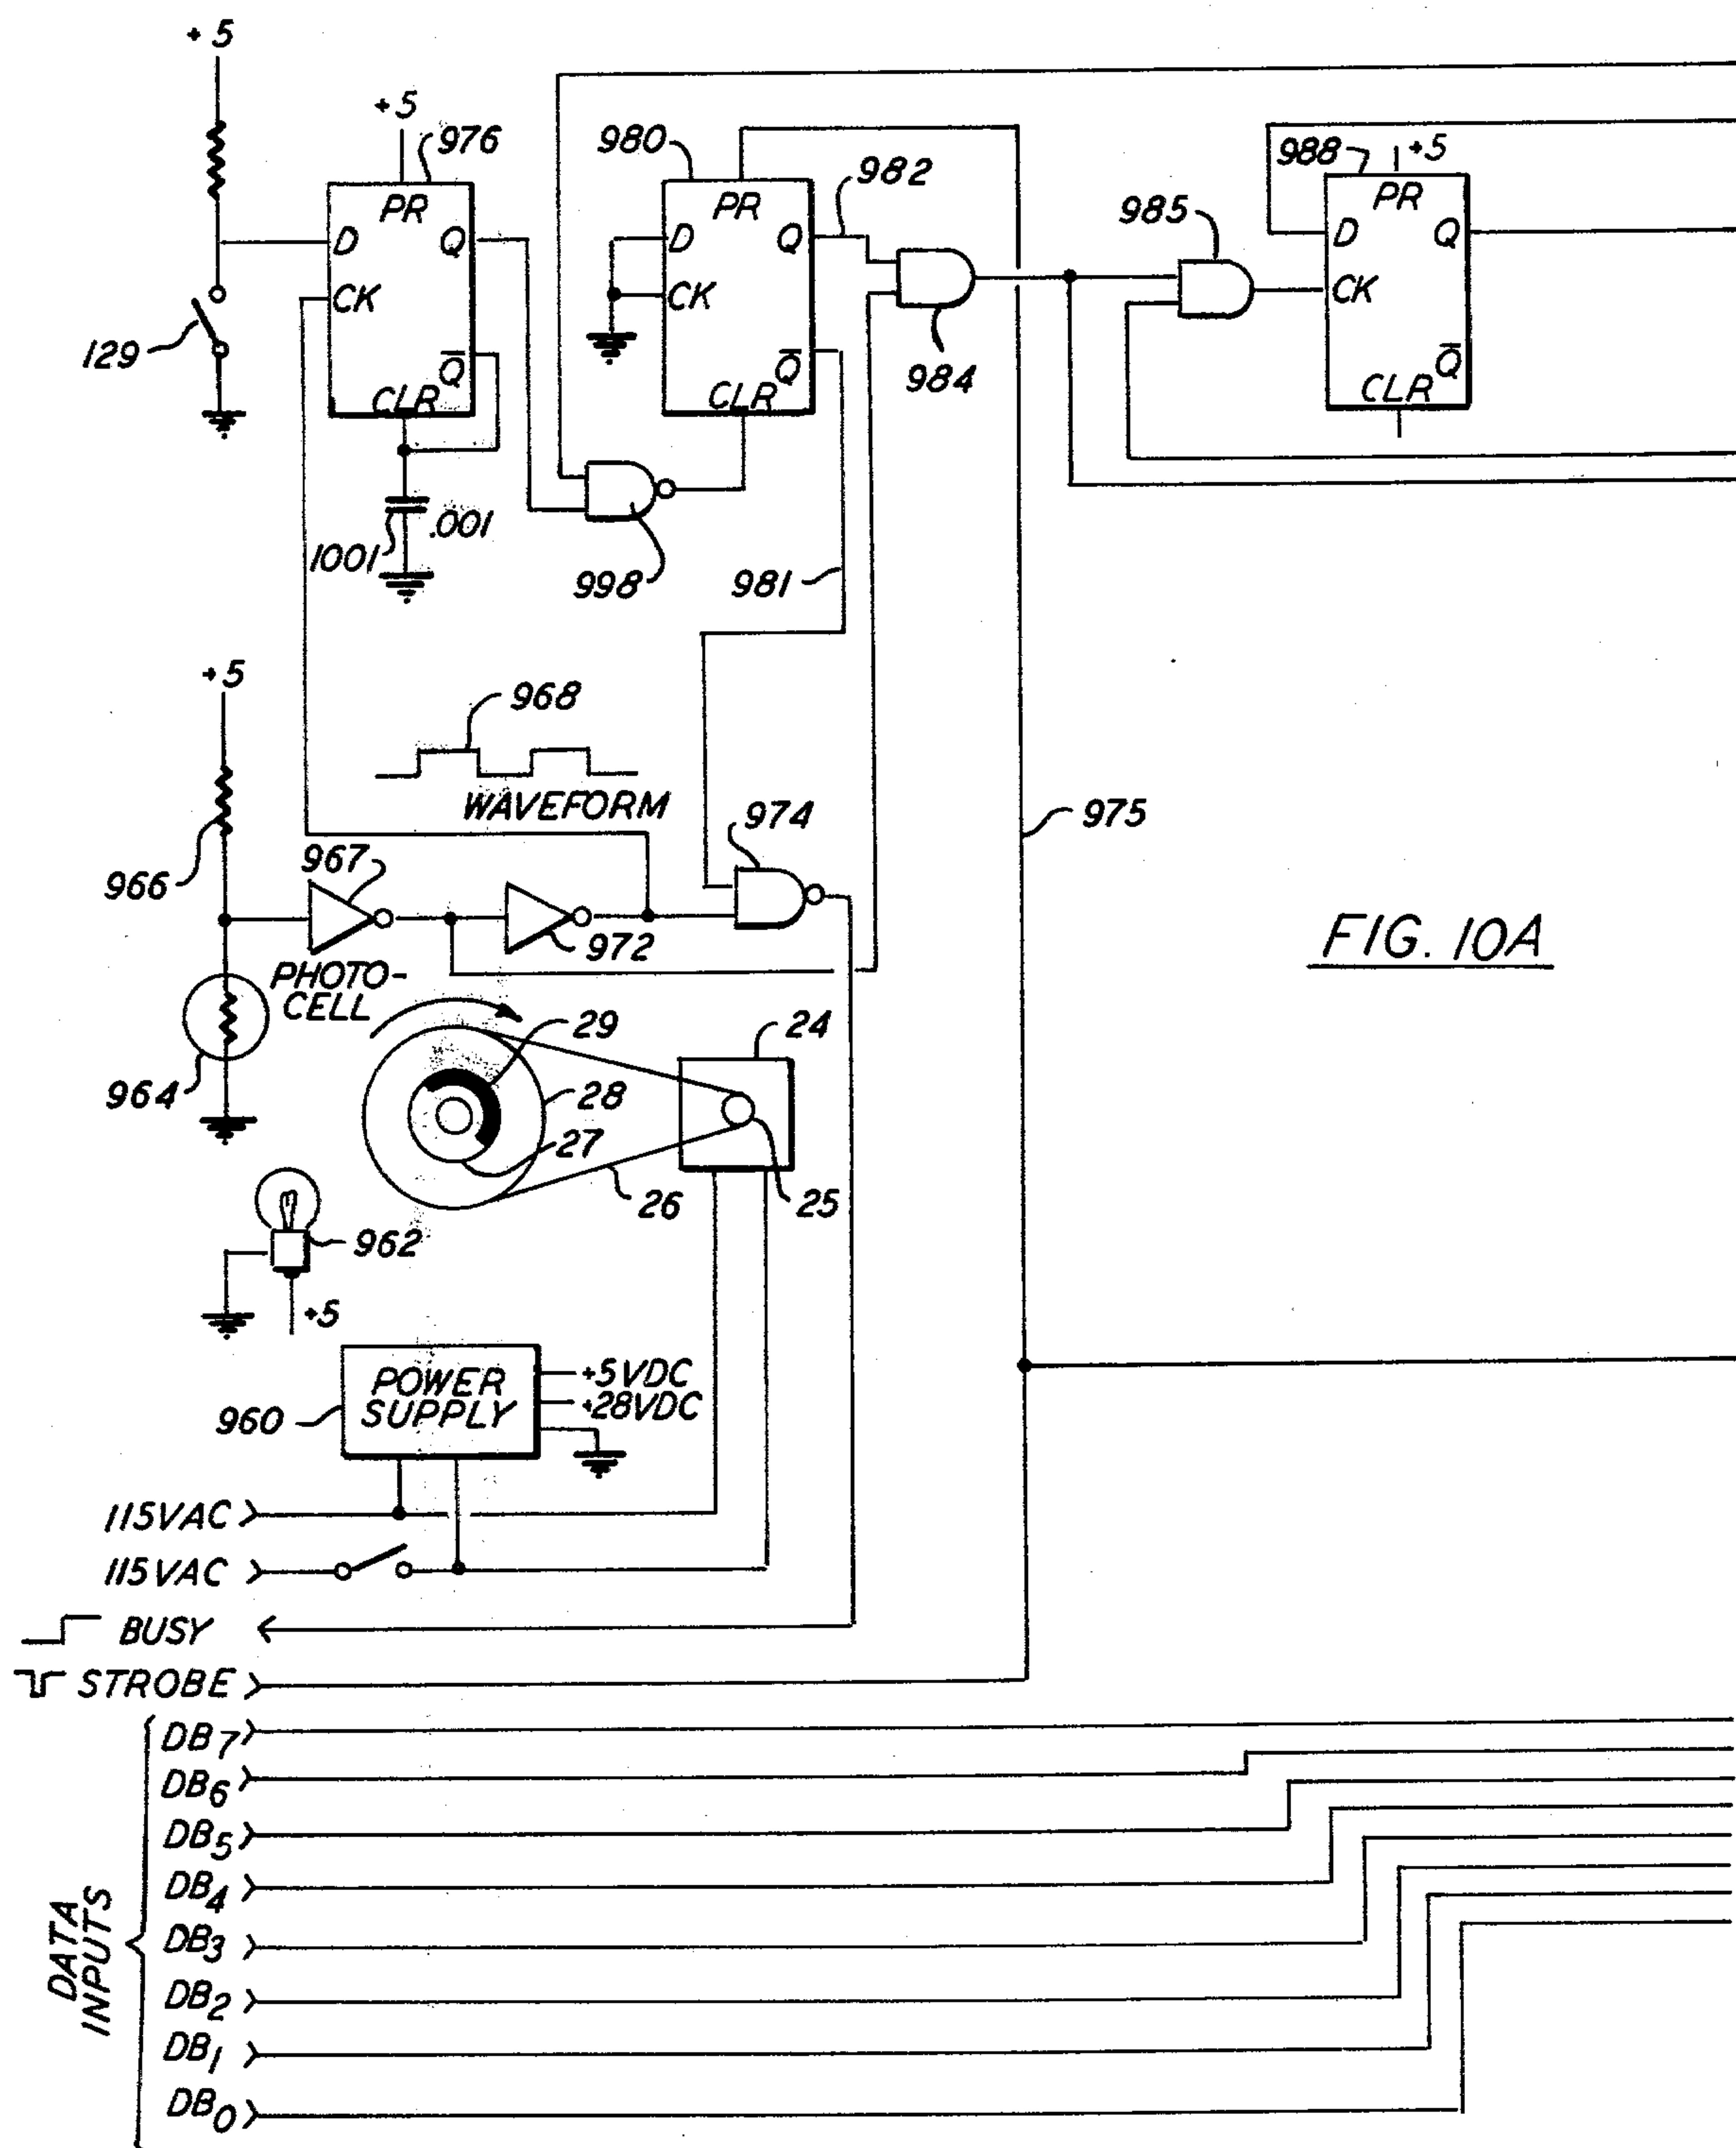 +5
+5
976
980
982
988
+5
PR
D
Q
CK
Q̅
CLR
PR
D
Q
CK
Q̅
CLR
985
PR
D
Q
CK
Q̅
CLR
129
984
.001
1001
998
981
+5
968
WAVEFORM
974
975
966
967
972
PHOTO-
CELL
FIG. 10A
964
29
24
28
27
26
25
962
+5
POWER
SUPPLY
+5VDC
+28VDC
960
115VAC
115VAC
BUSY
STROBE
DATA
INPUTS
DB7
DB6
DB5
DB4
DB3
DB2
DB1
DB0